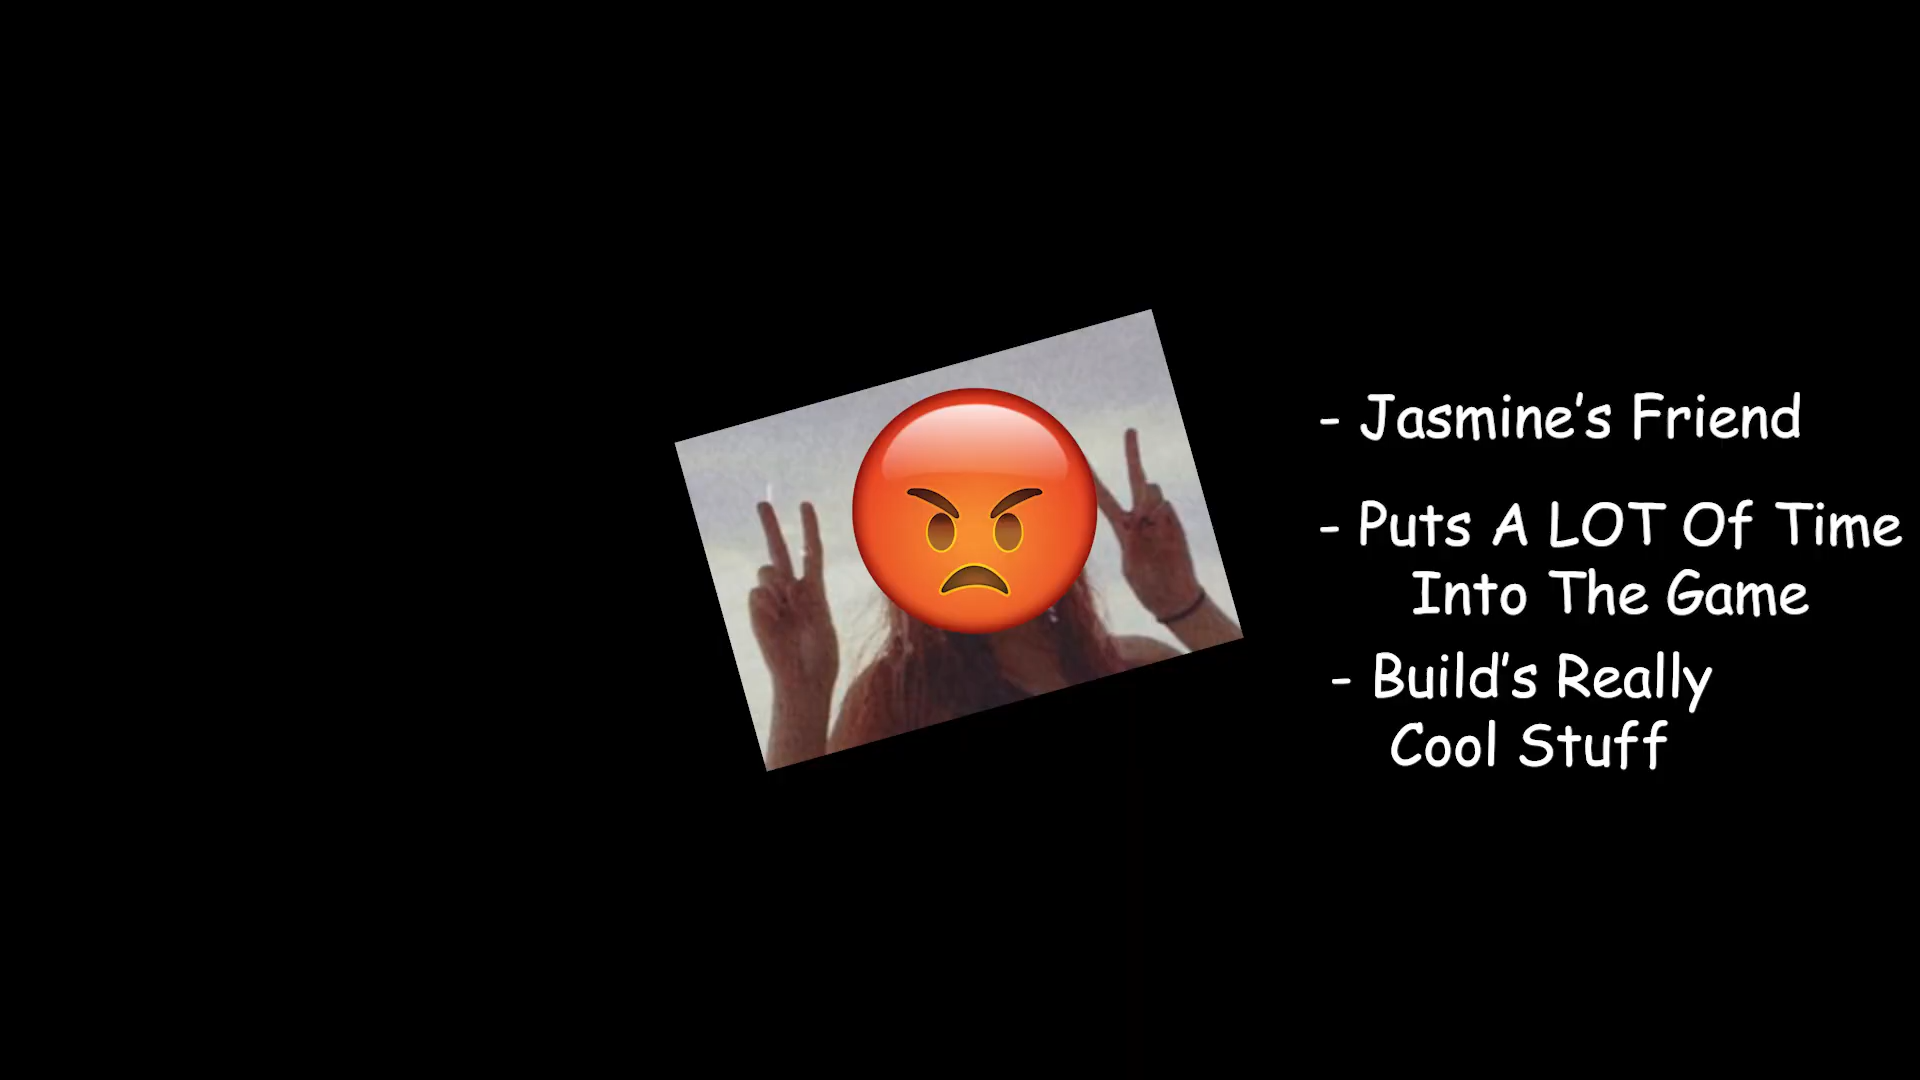 - Jasmine's Friend
- Puts A LOT Of Time
Into The Game
- Build's Really
Cool Stuff